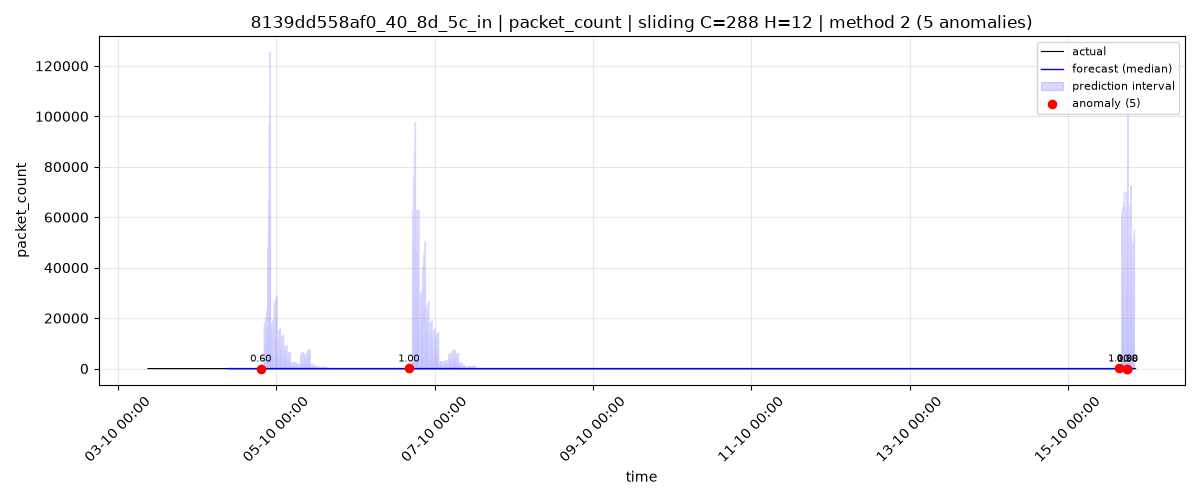 8139dd558af0_40_8d_5c_in | packet_count | sliding C=288 H=12 | method 2 (5 anomalies)
actual
forecast (median)
prediction interval
anomaly (5)
packet_count
120000
100000
80000
60000
40000
20000
0
0.60
1.00
03-10 00:00
05-10 00:00
07-10 00:00
09-10 00:00
11-10 00:00
13-10 00:00
15-10 00:00
time